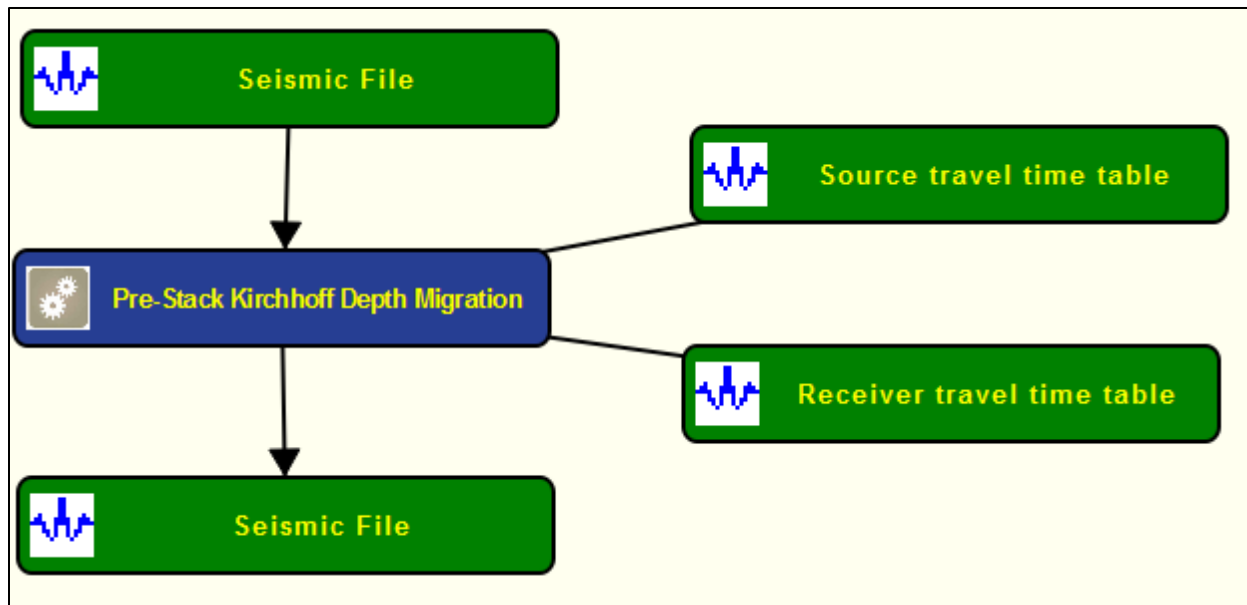 Seismic File
Source travel time table
Pre-Stack Kirchhoff Depth Migration
Receiver travel time table
Seismic File